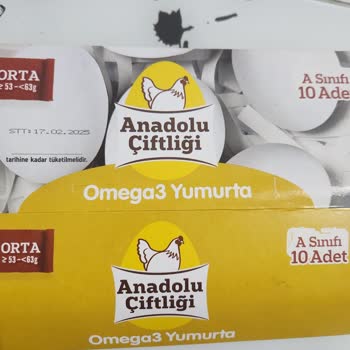 ORTA
≥ 53 -<63g
A Sınıfı
10 Adet
STT: 17.02.2025
tarihine kadar tüketilmelidir.
Anadolu
Çiftliği
Omega3 Yumurta
ORTA
≥ 53 -<63g
A Sınıfı
10 Adet
Anadolu
Çiftliği
Omega3 Yumurta